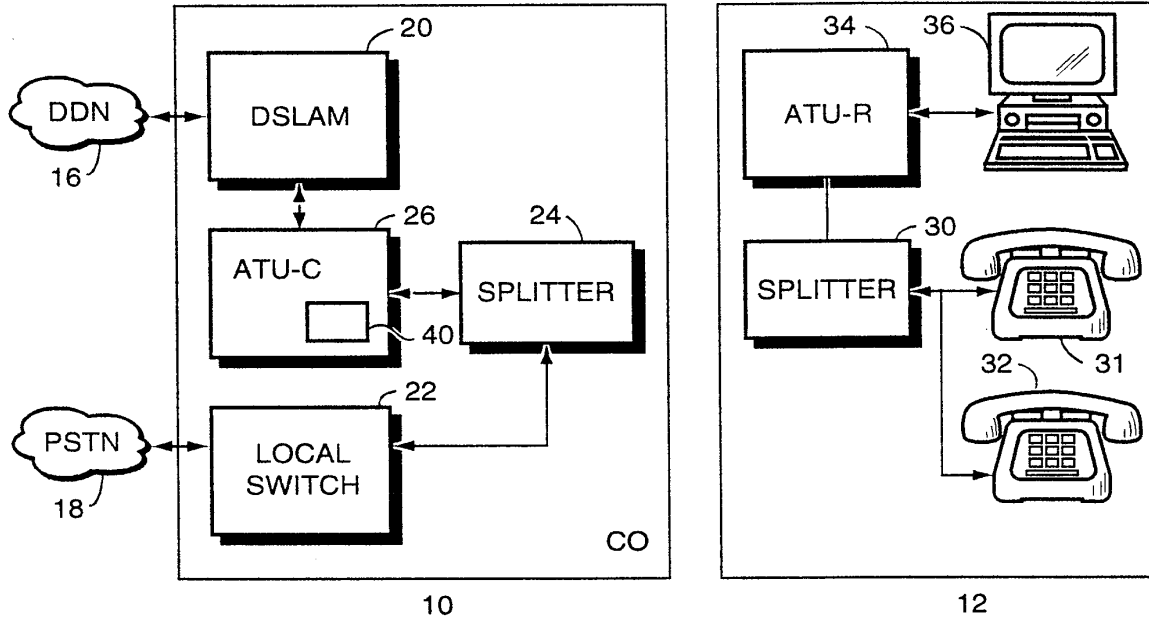 20
DDN
16
DSLAM
26
ATU-C
40
24
SPLITTER
22
PSTN
18
LOCAL
SWITCH
CO
10
34
36
ATU-R
30
SPLITTER
31
32
12